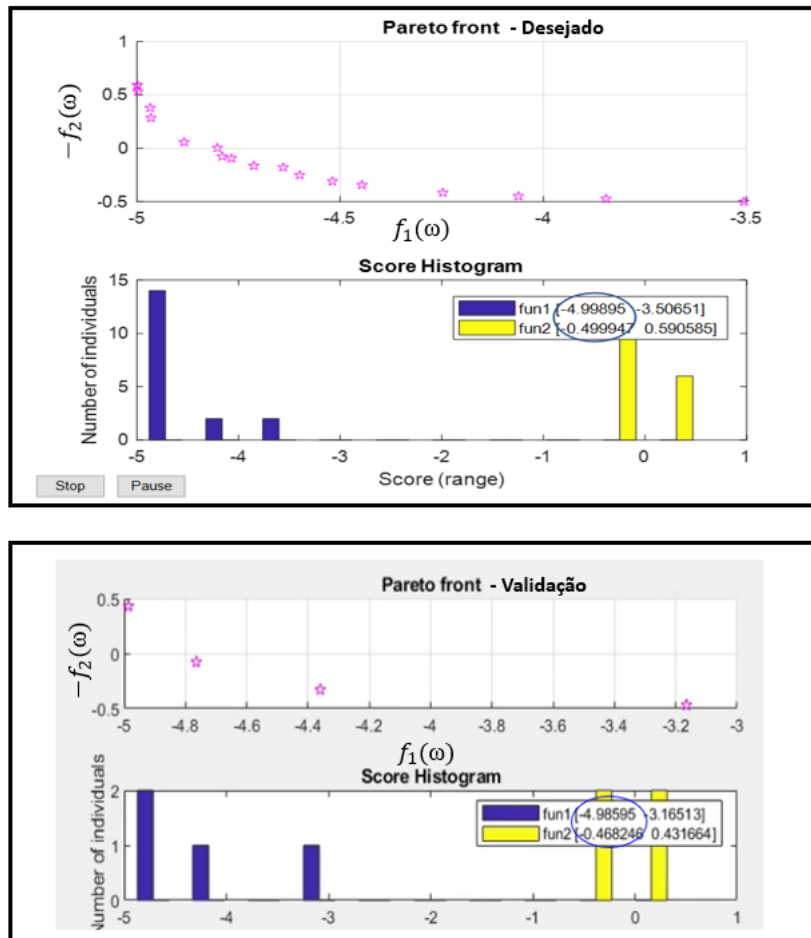 Pareto front - Desejado
1
0.5
0
-0.5
−f₂(ω)
-5 -4.5 -4 -3.5
f₁(ω)
Score Histogram
15
10
5
0
Number of individuals
fun1 [-4.99895 -3.50651]
fun2 [-0.499947 0.590585]
-5 -4 -3 -2 -1 0 1
Score (range)
Stop Pause
Pareto front - Validação
0.5
0
-0.5
−f₂(ω)
-5 -4.8 -4.6 -4.4 -4.2 -4 -3.8 -3.6 -3.4 -3.2 -3
f₁(ω)
Score Histogram
2
1
0
Number of individuals
fun1 [-4.98595 -3.16513]
fun2 [-0.468246 0.431664]
-5 -4 -3 -2 -1 0 1